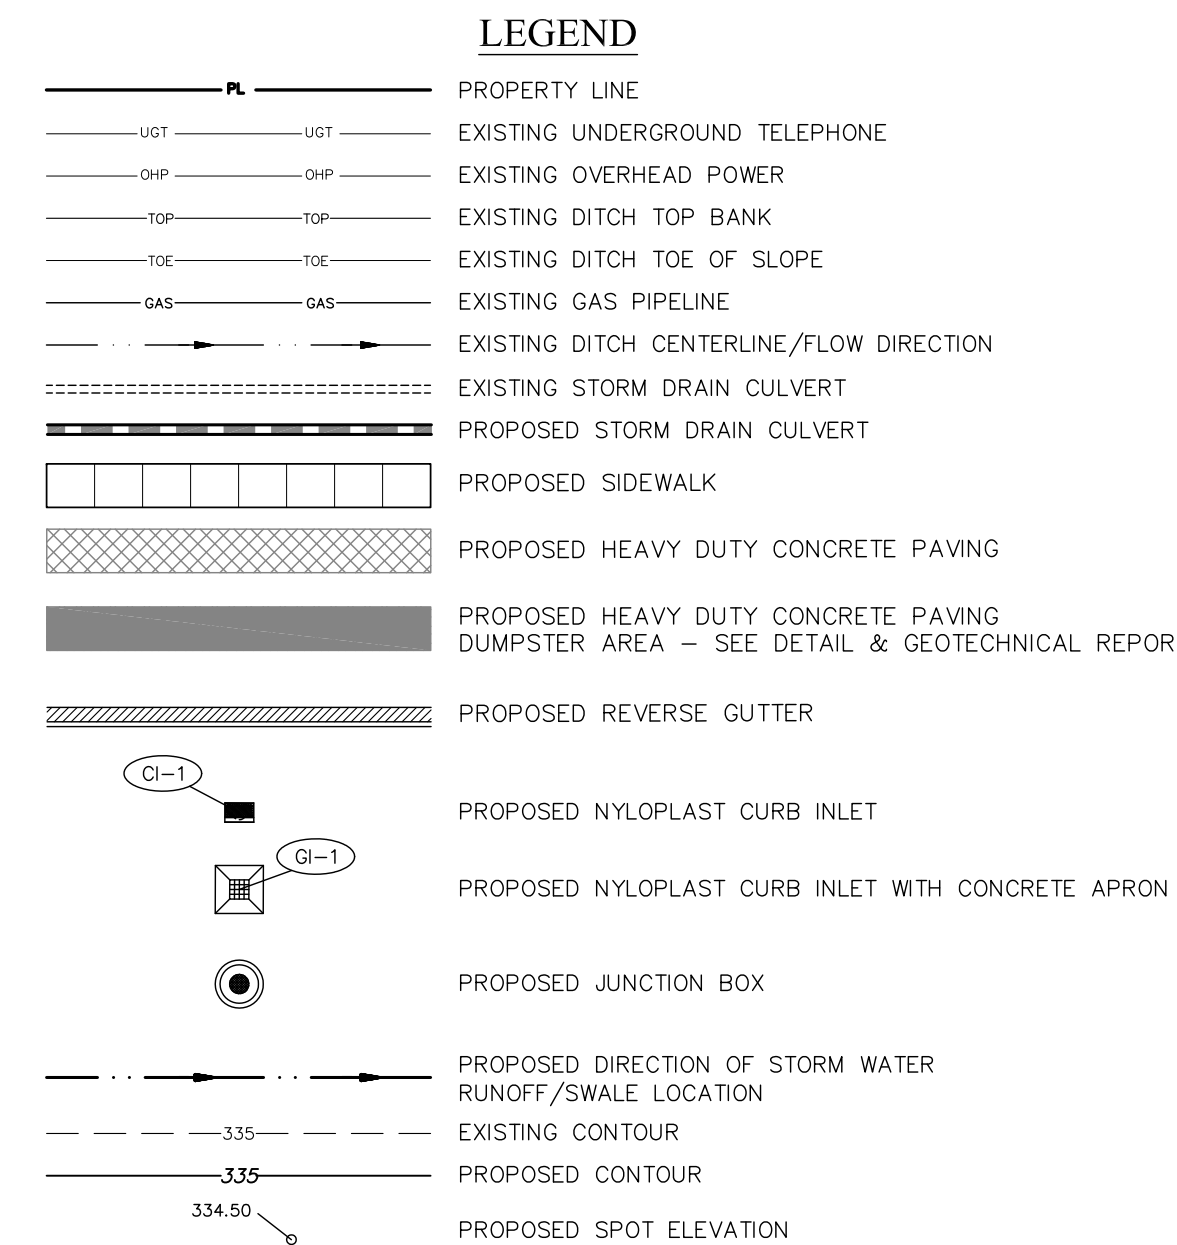 LEGEND
PL PROPERTY LINE
UGT UGT EXISTING UNDERGROUND TELEPHONE
OHP OHP EXISTING OVERHEAD POWER
TOP TOP EXISTING DITCH TOP BANK
TOE TOE EXISTING DITCH TOE OF SLOPE
GAS GAS EXISTING GAS PIPELINE
EXISTING DITCH CENTERLINE/FLOW DIRECTION
EXISTING STORM DRAIN CULVERT
PROPOSED STORM DRAIN CULVERT
PROPOSED SIDEWALK
PROPOSED HEAVY DUTY CONCRETE PAVING
PROPOSED HEAVY DUTY CONCRETE PAVING
DUMPSTER AREA – SEE DETAIL & GEOTECHNICAL REPOR
PROPOSED REVERSE GUTTER
CI–1
PROPOSED NYLOPLAST CURB INLET
GI–1
PROPOSED NYLOPLAST CURB INLET WITH CONCRETE APRON
PROPOSED JUNCTION BOX
PROPOSED DIRECTION OF STORM WATER
RUNOFF/SWALE LOCATION
335 EXISTING CONTOUR
335 PROPOSED CONTOUR
334.50
PROPOSED SPOT ELEVATION